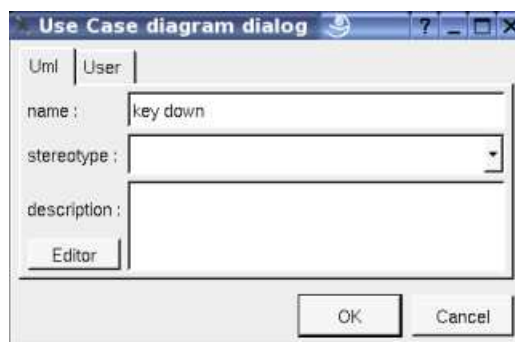 Use Case diagram dialog
Uml User
name : key down
stereotype :
description :
Editor
OK Cancel